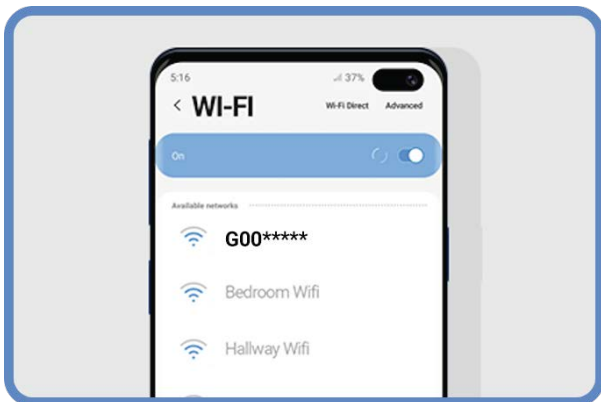 5:16 37%
WI-FI Wi-Fi Direct Advanced
On
Available networks
G00*****
Bedroom Wifi
Hallway Wifi